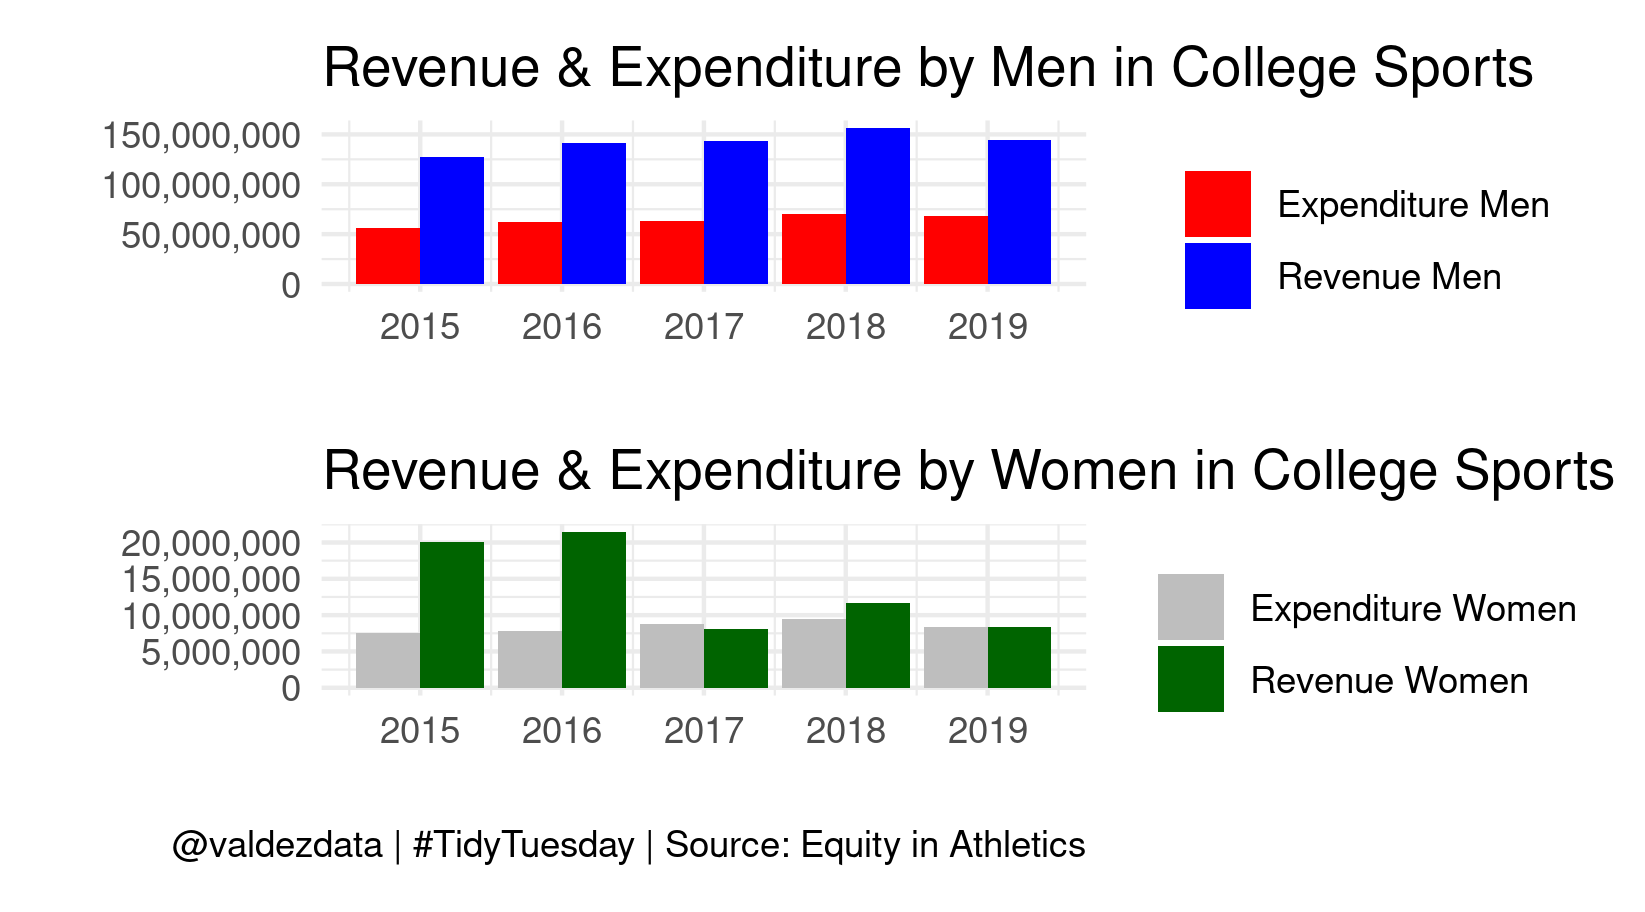 Revenue & Expenditure by Men in College Sports
150,000,000
100,000,000
50,000,000
0
2015 2016 2017 2018 2019
Expenditure Men
Revenue Men
Revenue & Expenditure by Women in College Sports
20,000,000
15,000,000
10,000,000
5,000,000
0
2015 2016 2017 2018 2019
Expenditure Women
Revenue Women
@valdezdata | #TidyTuesday | Source: Equity in Athletics